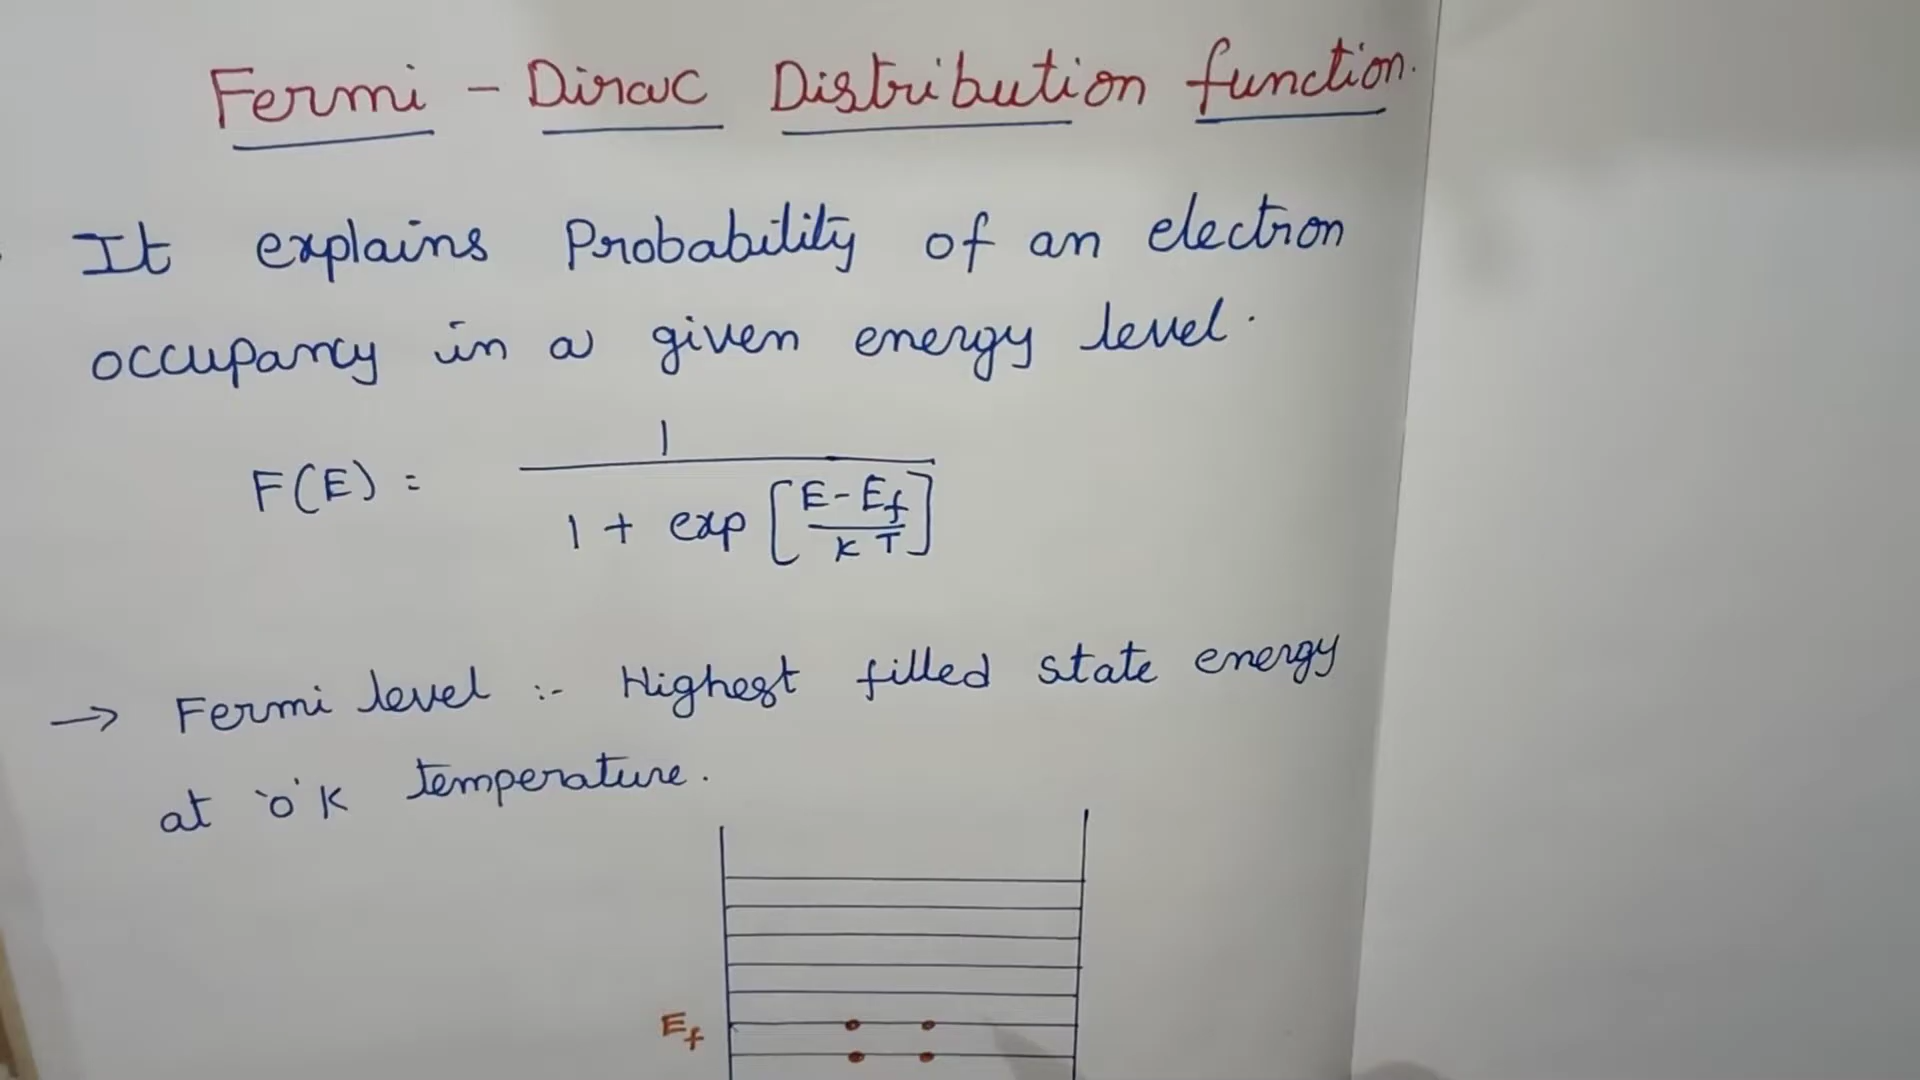 Fermi - Dirac Distribution function.
It explains Probability of an electron
occupancy in a given energy level.
F(E) = 1 / 1 + exp [E - Ef / KT]
→ Fermi level :- Highest filled state energy
at 'o' K temperature.
Ef